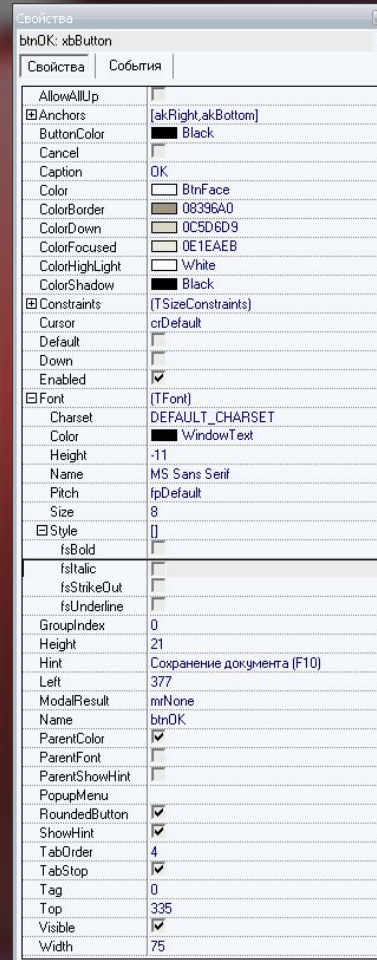 Свойства
btnOK: xbButton
Свойства События
AllowAllUp
Anchors [akRight,akBottom]
ButtonColor Black
Cancel
Caption OK
Color BtnFace
ColorBorder 08396A0
ColorDown 0C5D6D9
ColorFocused 0E1EAEB
ColorHighLight White
ColorShadow Black
Constraints (TSizeConstraints)
Cursor crDefault
Default
Down
Enabled
Font (TFont)
Charset DEFAULT_CHARSET
Color WindowText
Height -11
Name MS Sans Serif
Pitch fpDefault
Size 8
Style []
fsBold
fsItalic
fsStrikeOut
fsUnderline
GroupIndex 0
Height 21
Hint Сохранение документа (F10)
Left 377
ModalResult mrNone
Name btnOK
ParentColor
ParentFont
ParentShowHint
PopupMenu
RoundedButton
ShowHint
TabOrder 4
TabStop
Tag 0
Top 335
Visible
Width 75